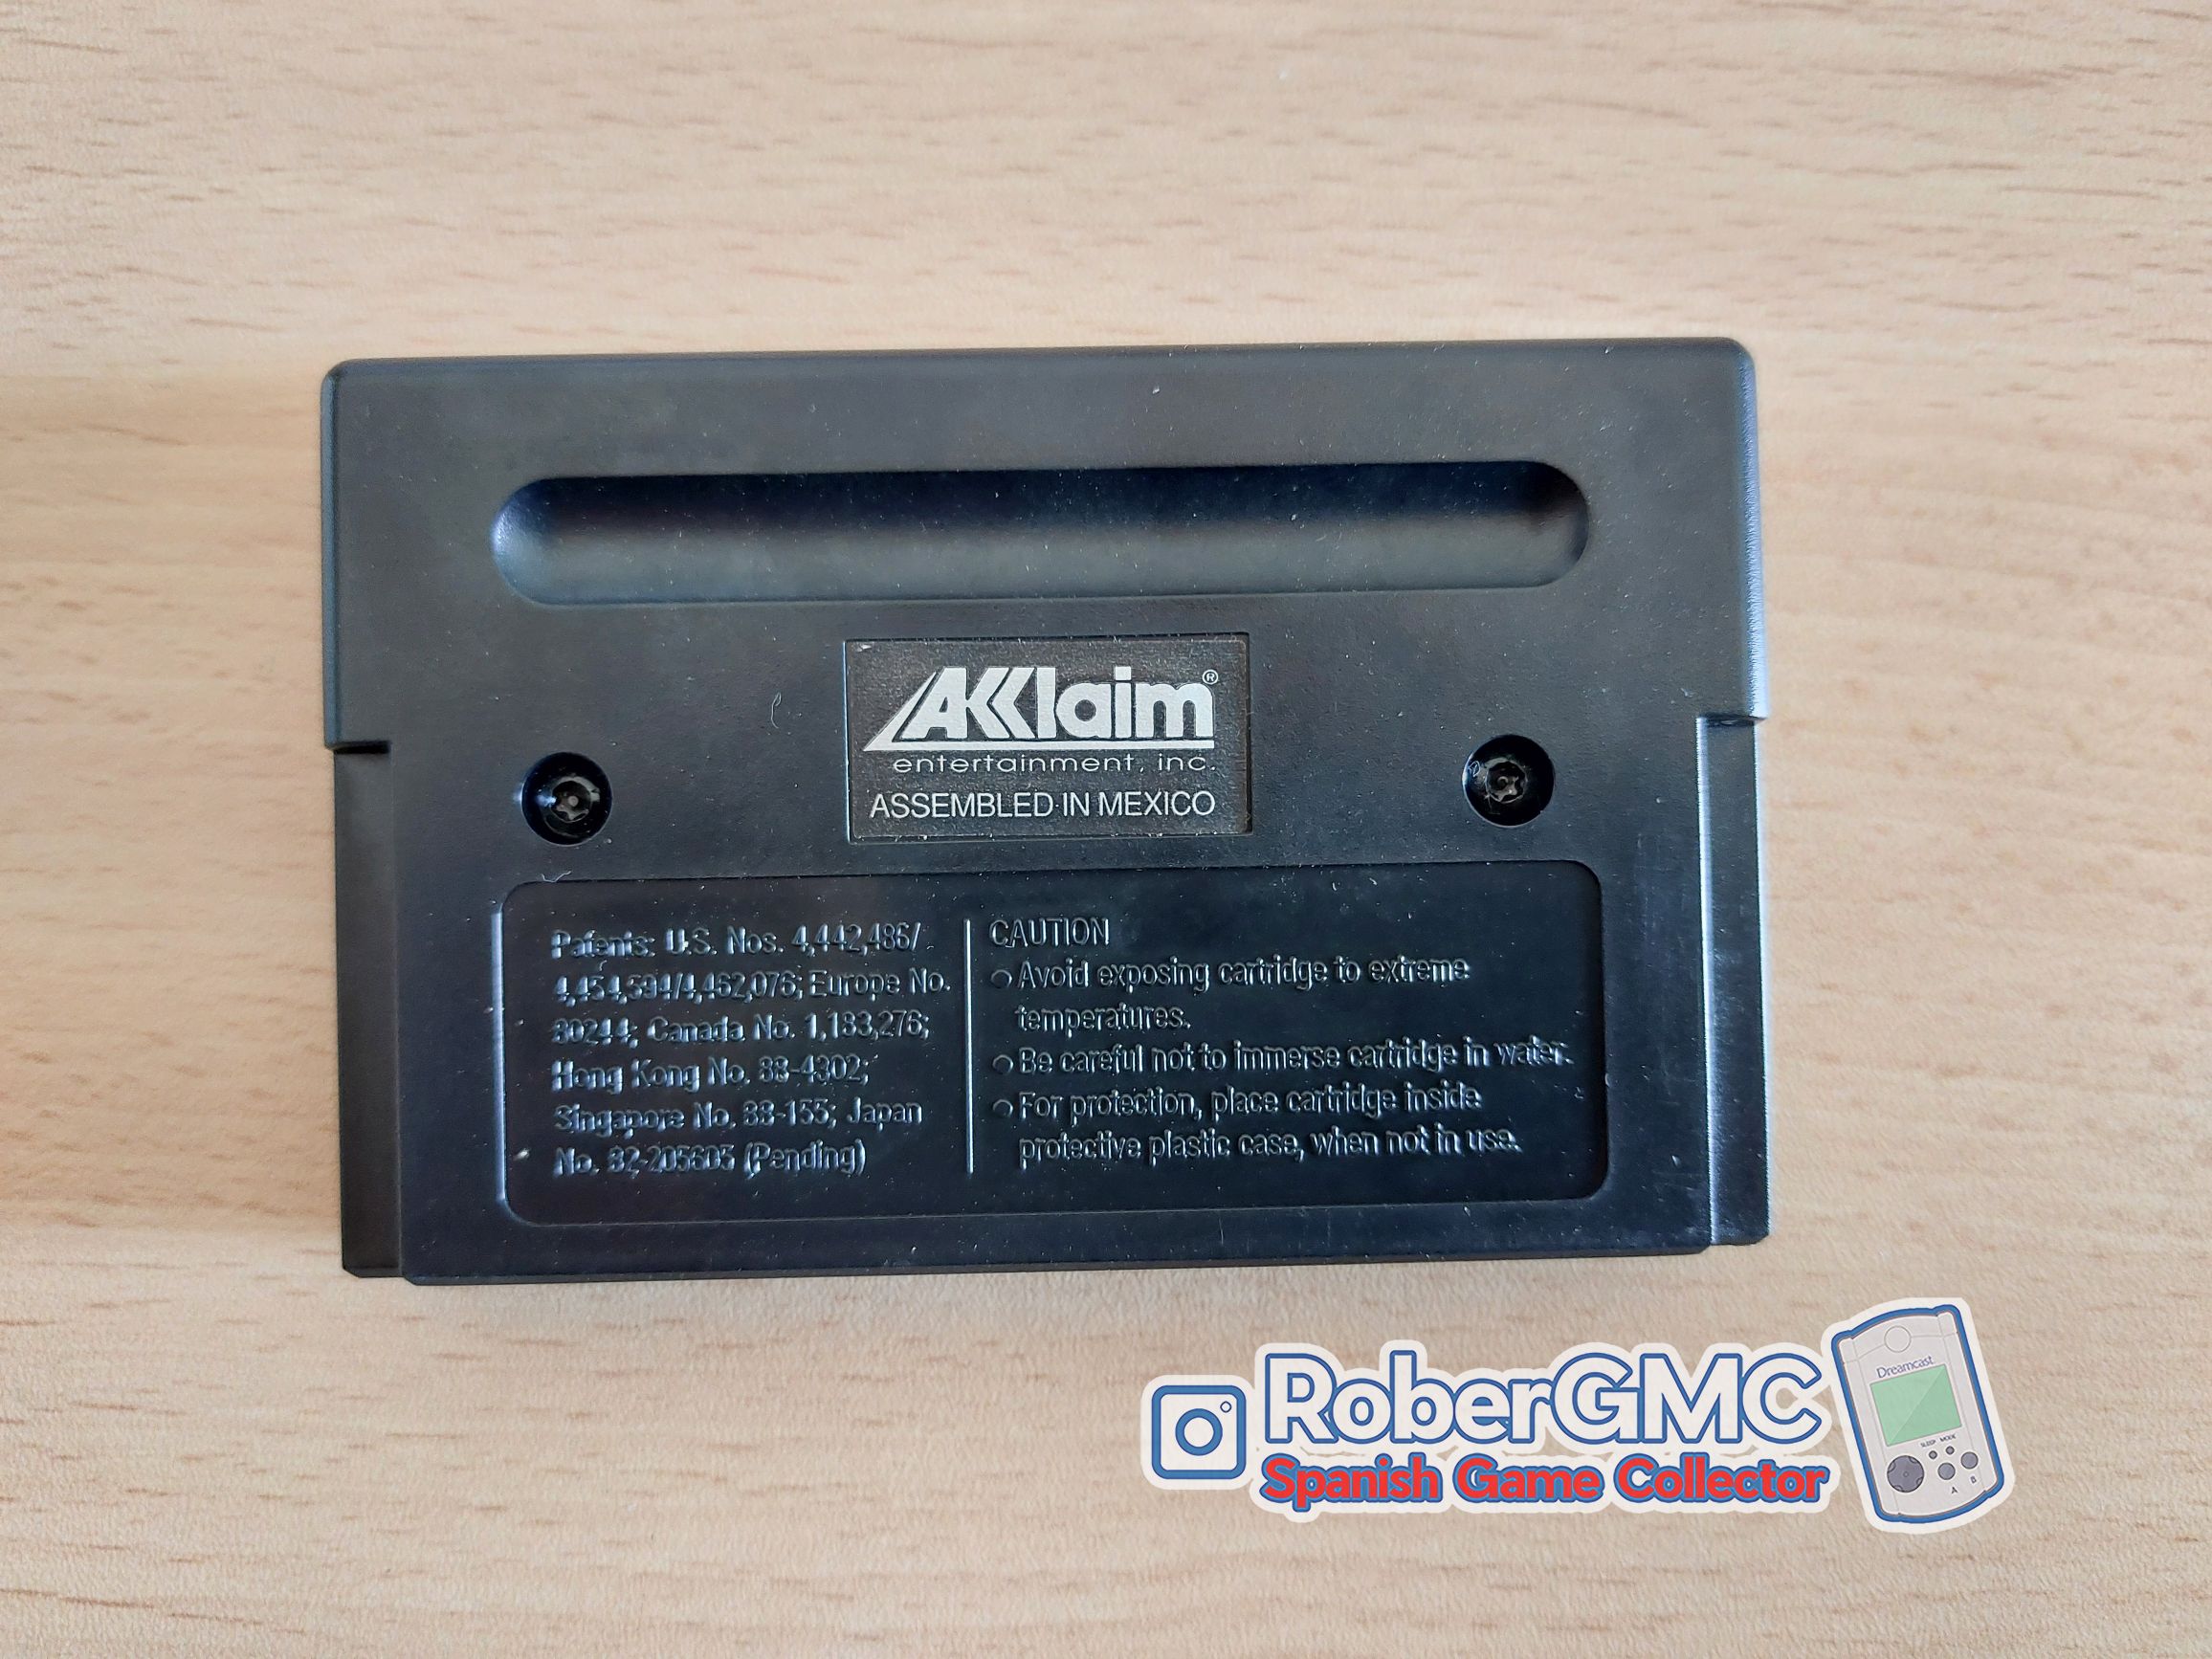 AKKlaim®
entertainment, inc.
ASSEMBLED IN MEXICO
Patents: U.S. Nos. 4,442,486/
4,454,594/4,462,076; Europe No.
80244; Canada No. 1,183,276;
Hong Kong No. 88-4302;
Singapore No. 88-155; Japan
No. 82-205605 (Pending)
CAUTION
Avoid exposing cartridge to extreme
temperatures.
Be careful not to immerse cartridge in water.
For protection, place cartridge inside
protective plastic case, when not in use.
RoberGMC
Spanish Game Collector
Dreamcast
SLEEP MODE
A
B